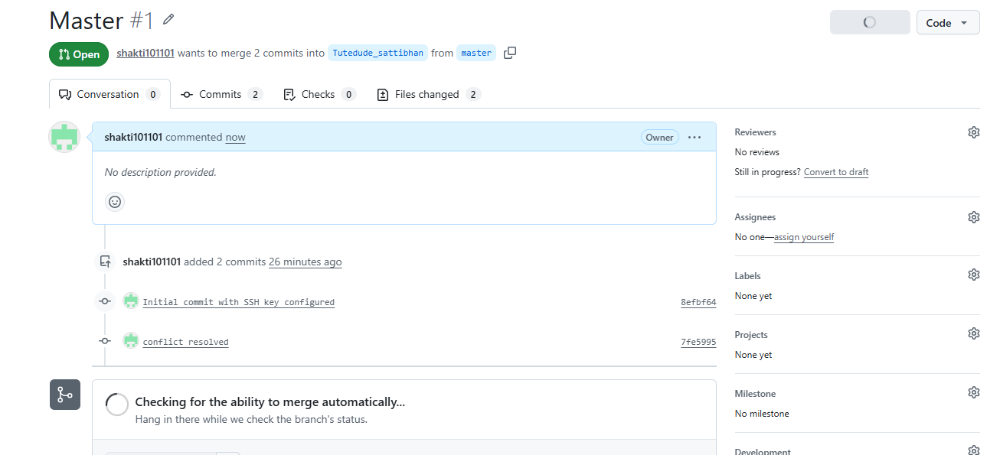 Master #1
Code
Open
shakti101101 wants to merge 2 commits into Tutedude_sattibhan from master
Conversation 0
Commits 2
Checks 0
Files changed 2
shakti101101 commented now
Owner
No description provided.
shakti101101 added 2 commits 26 minutes ago
Initial commit with SSH key configured
8efbf64
conflict resolved
7fe5995
Checking for the ability to merge automatically...
Hang in there while we check the branch's status.
Reviewers
No reviews
Still in progress? Convert to draft
Assignees
No one—assign yourself
Labels
None yet
Projects
None yet
Milestone
No milestone
Development